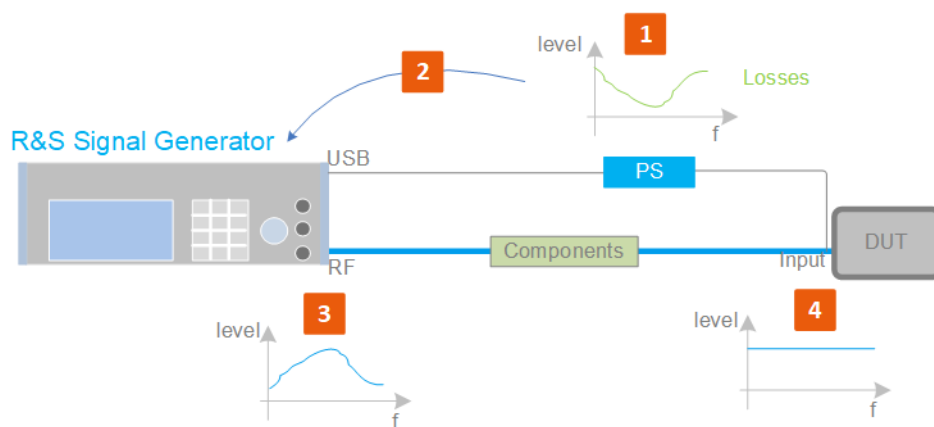 level
1
2
Losses
f
R&S Signal Generator
USB
PS
DUT
Components
Input
RF
3
level
f
4
level
f